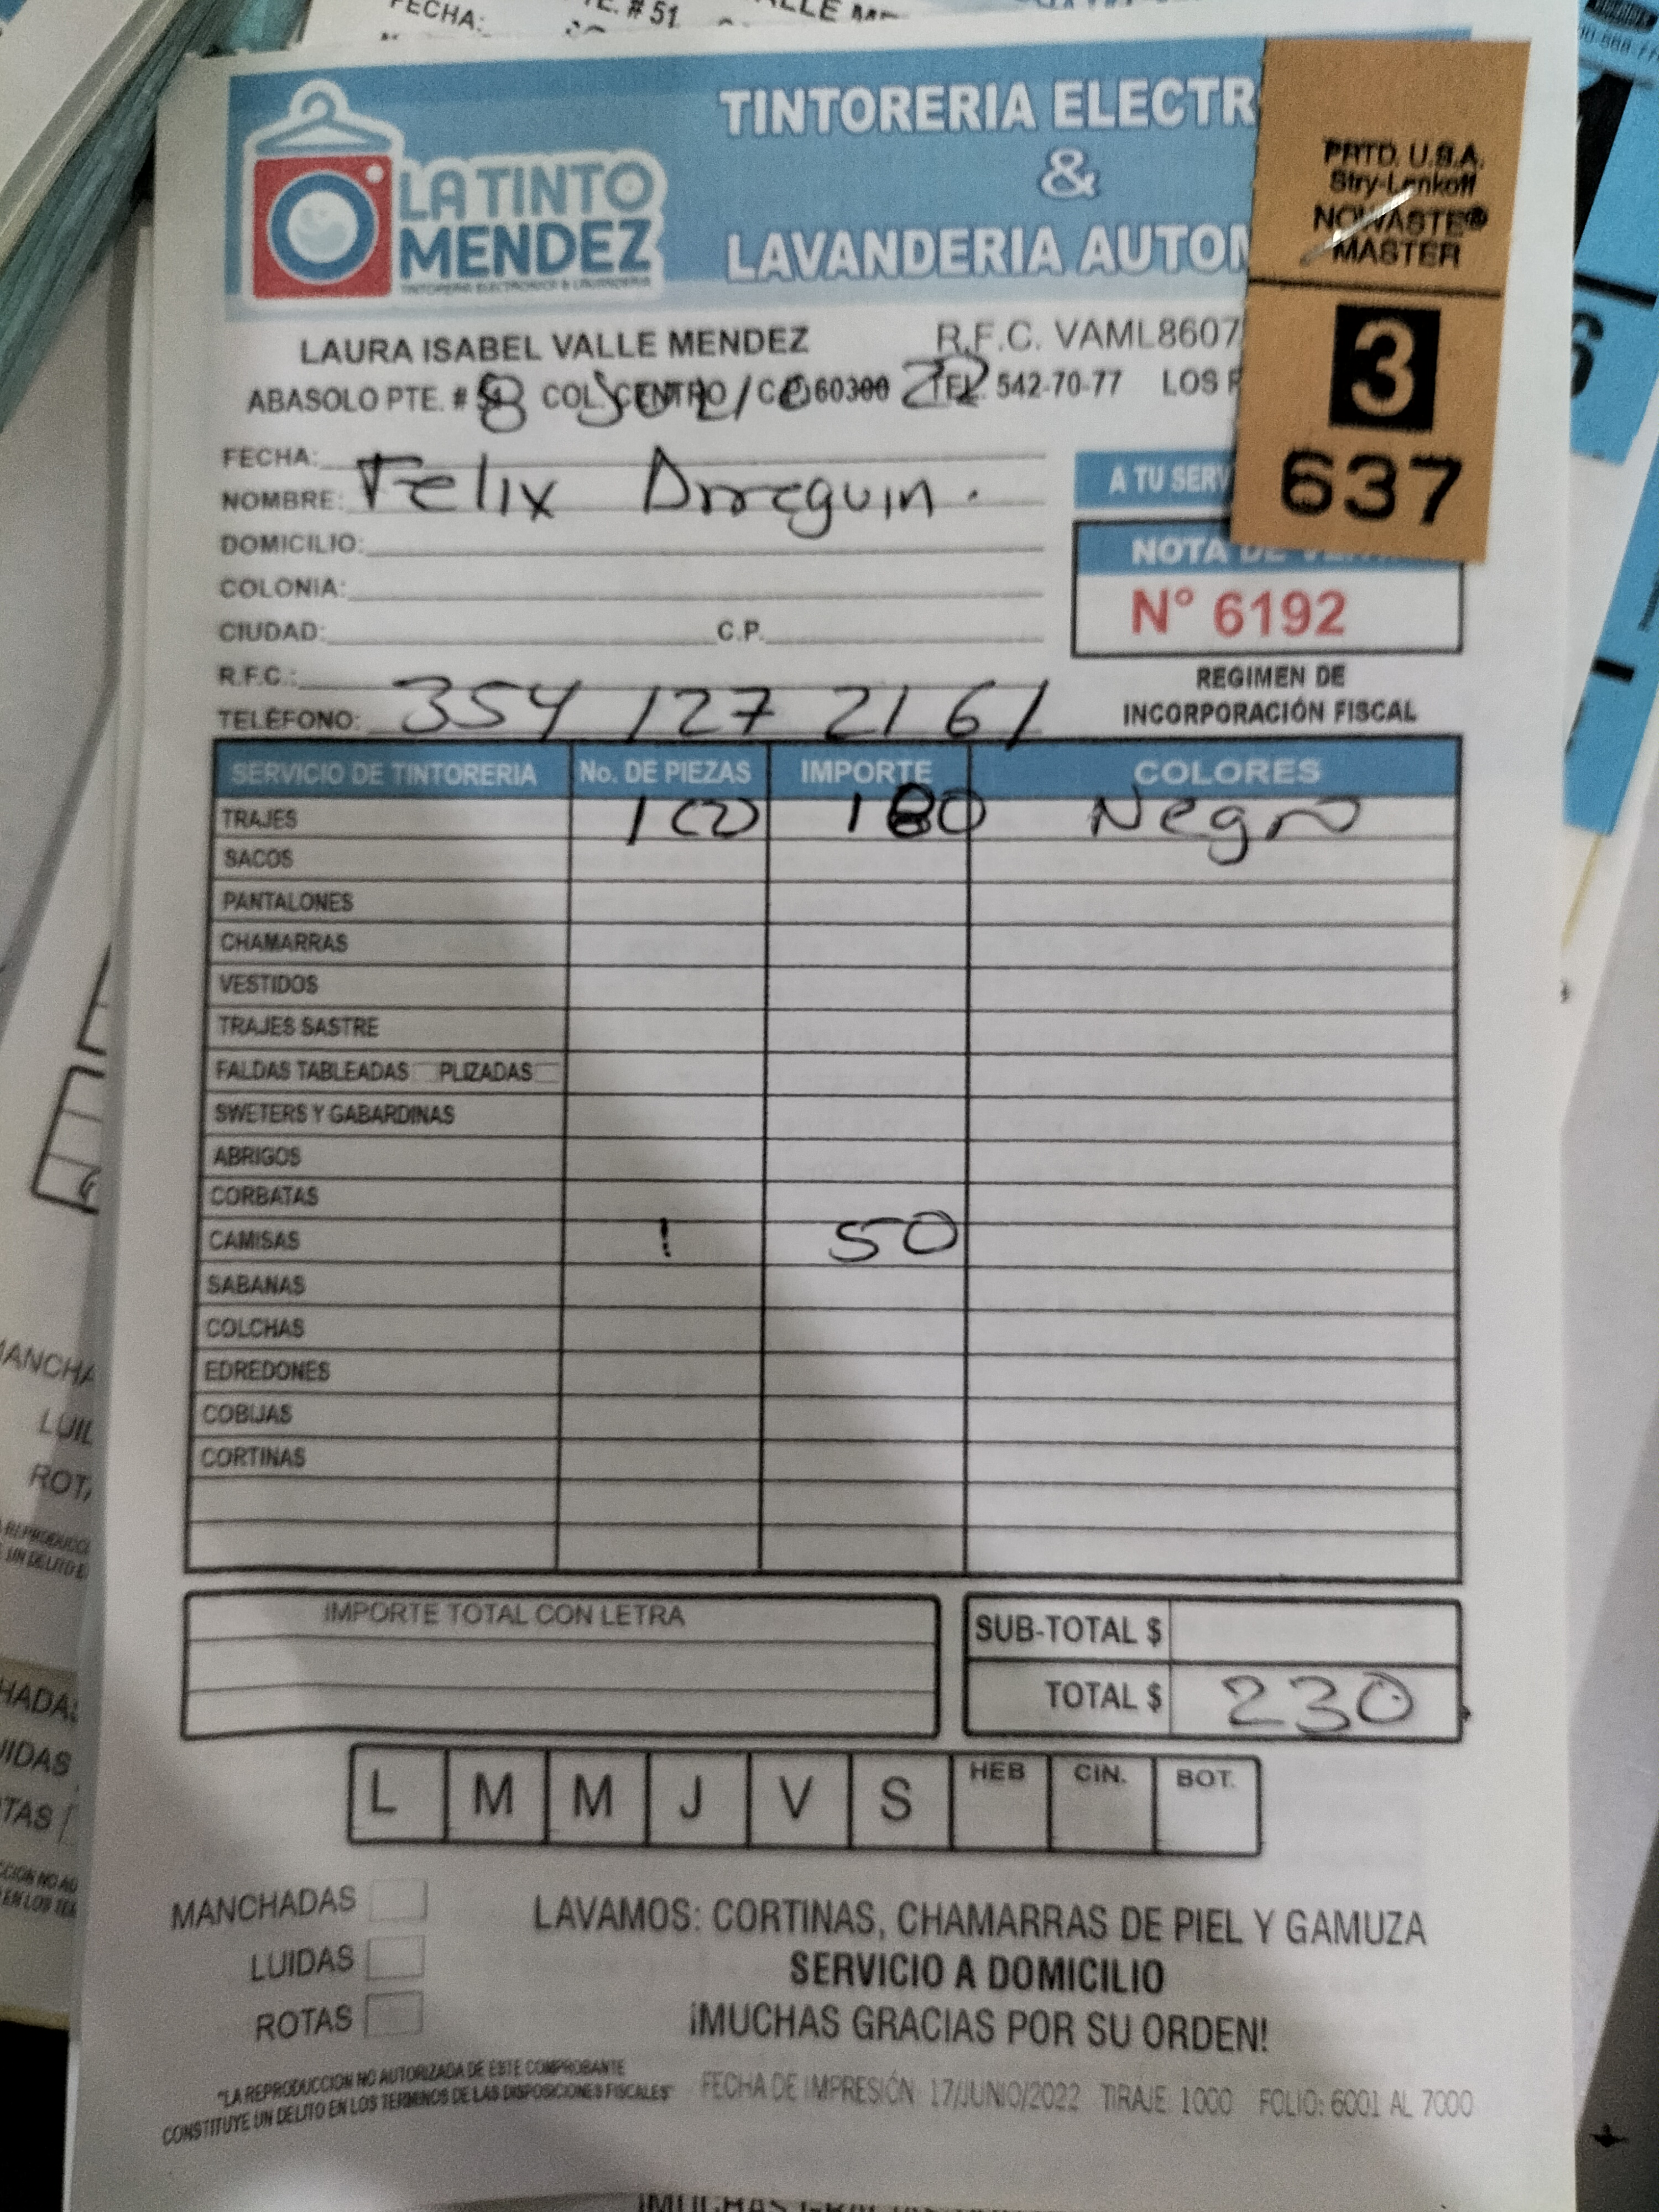 FECHA:
# 51
TINTORERIA ELECTR
&
LAVANDERIA AUTOM
LA TINTO
MENDEZ
TINTORERIA ELECTRONICA & LAVANDERIA
PRTD. U.S.A.
Stry-Lenkoff
NOWASTE®
MASTER
3
637
LAURA ISABEL VALLE MENDEZ R.F.C. VAML8607
ABASOLO PTE. # 51 COL. CENTRO C.P. 60300 TEL. 542-70-77 LOS R
8 Julio 22
FECHA:
NOMBRE: Felix Arreguin.
A TU SERV
DOMICILIO:
NOTA DE VENTA
COLONIA:
N° 6192
CIUDAD: C.P.
R.F.C.:
REGIMEN DE
INCORPORACIÓN FISCAL
TELÉFONO: 354 127 2161
SERVICIO DE TINTORERIA No. DE PIEZAS IMPORTE COLORES
TRAJES 1 (2) 180 Negro
SACOS
PANTALONES
CHAMARRAS
VESTIDOS
TRAJES SASTRE
FALDAS TABLEADAS PLIZADAS
SWETERS Y GABARDINAS
ABRIGOS
CORBATAS
CAMISAS 1 50
SABANAS
COLCHAS
EDREDONES
COBIJAS
CORTINAS
IMPORTE TOTAL CON LETRA
SUB-TOTAL $
TOTAL $ 230
L M M J V S HEB CIN. BOT.
MANCHADAS
LUIDAS
ROTAS
LAVAMOS: CORTINAS, CHAMARRAS DE PIEL Y GAMUZA
SERVICIO A DOMICILIO
¡MUCHAS GRACIAS POR SU ORDEN!
"LA REPRODUCCION NO AUTORIZADA DE ESTE COMPROBANTE
CONSTITUYE UN DELITO EN LOS TERMINOS DE LAS DISPOSICIONES FISCALES"
FECHA DE IMPRESIÓN 17/JUNIO/2022 TIRAJE 1000 FOLIO: 6001 AL 7000